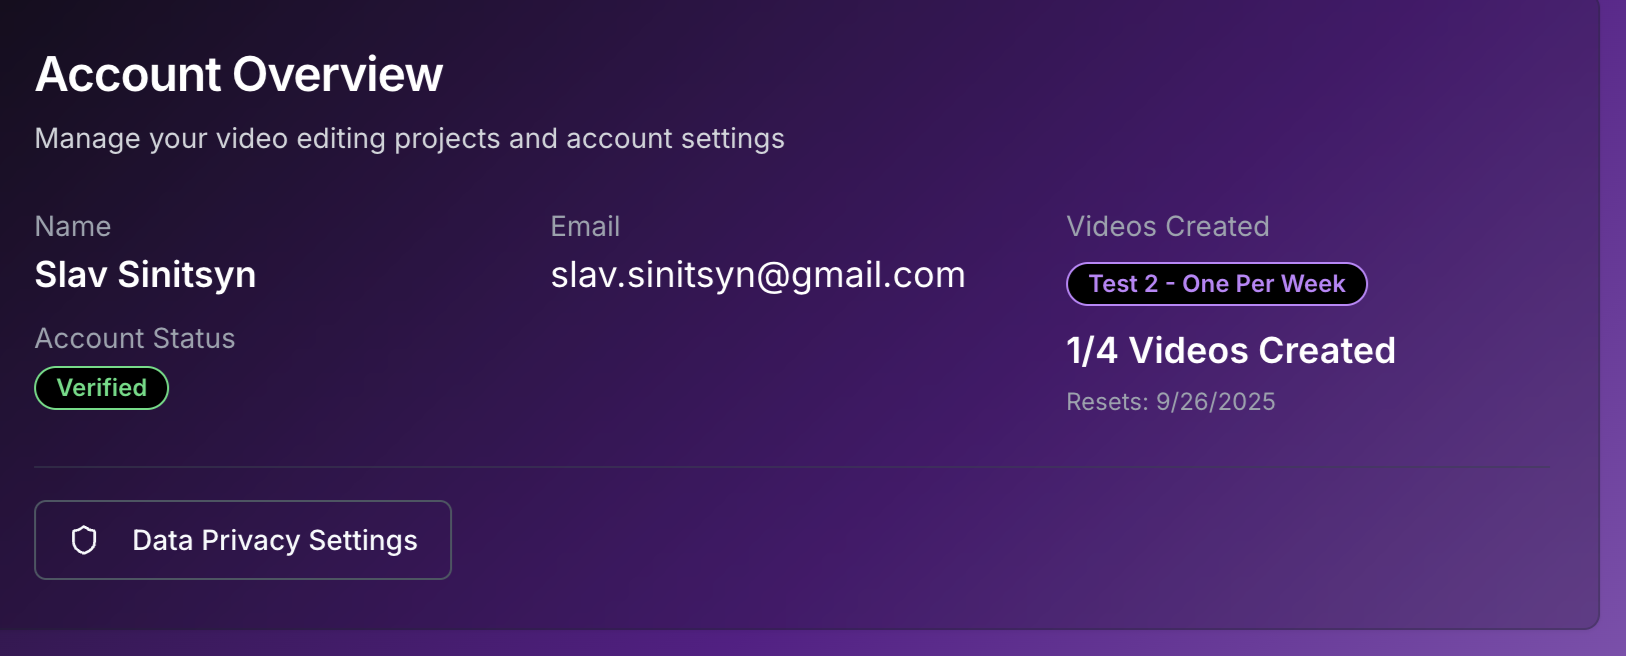 Account Overview
Manage your video editing projects and account settings
Name
Slav Sinitsyn
Email
slav.sinitsyn@gmail.com
Videos Created
Test 2 - One Per Week
1/4 Videos Created
Resets: 9/26/2025
Account Status
Verified
Data Privacy Settings